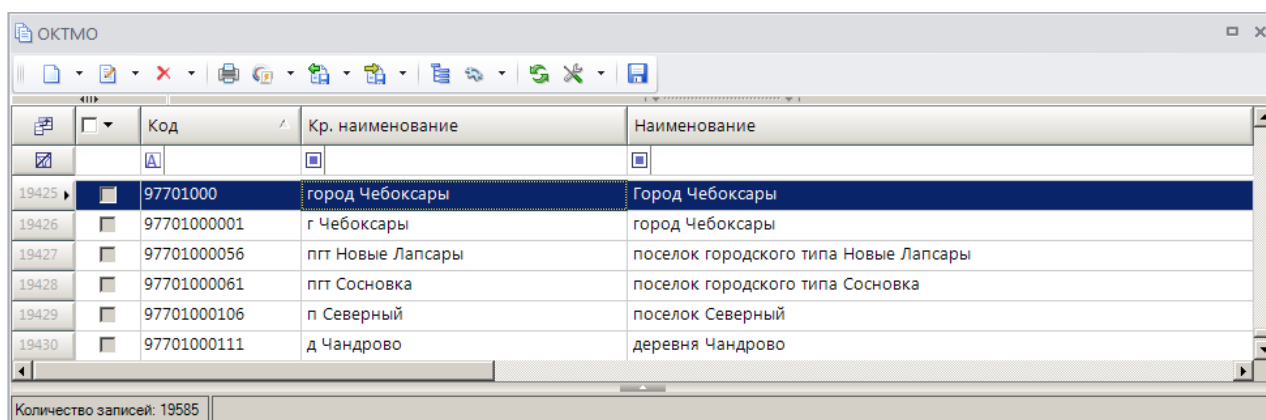 ОКТМО
Код Кр. наименование Наименование
A
19425 97701000 город Чебоксары Город Чебоксары
19426 97701000001 г Чебоксары город Чебоксары
19427 97701000056 пгт Новые Лапсары поселок городского типа Новые Лапсары
19428 97701000061 пгт Сосновка поселок городского типа Сосновка
19429 97701000106 п Северный поселок Северный
19430 97701000111 д Чандрово деревня Чандрово
Количество записей: 19585